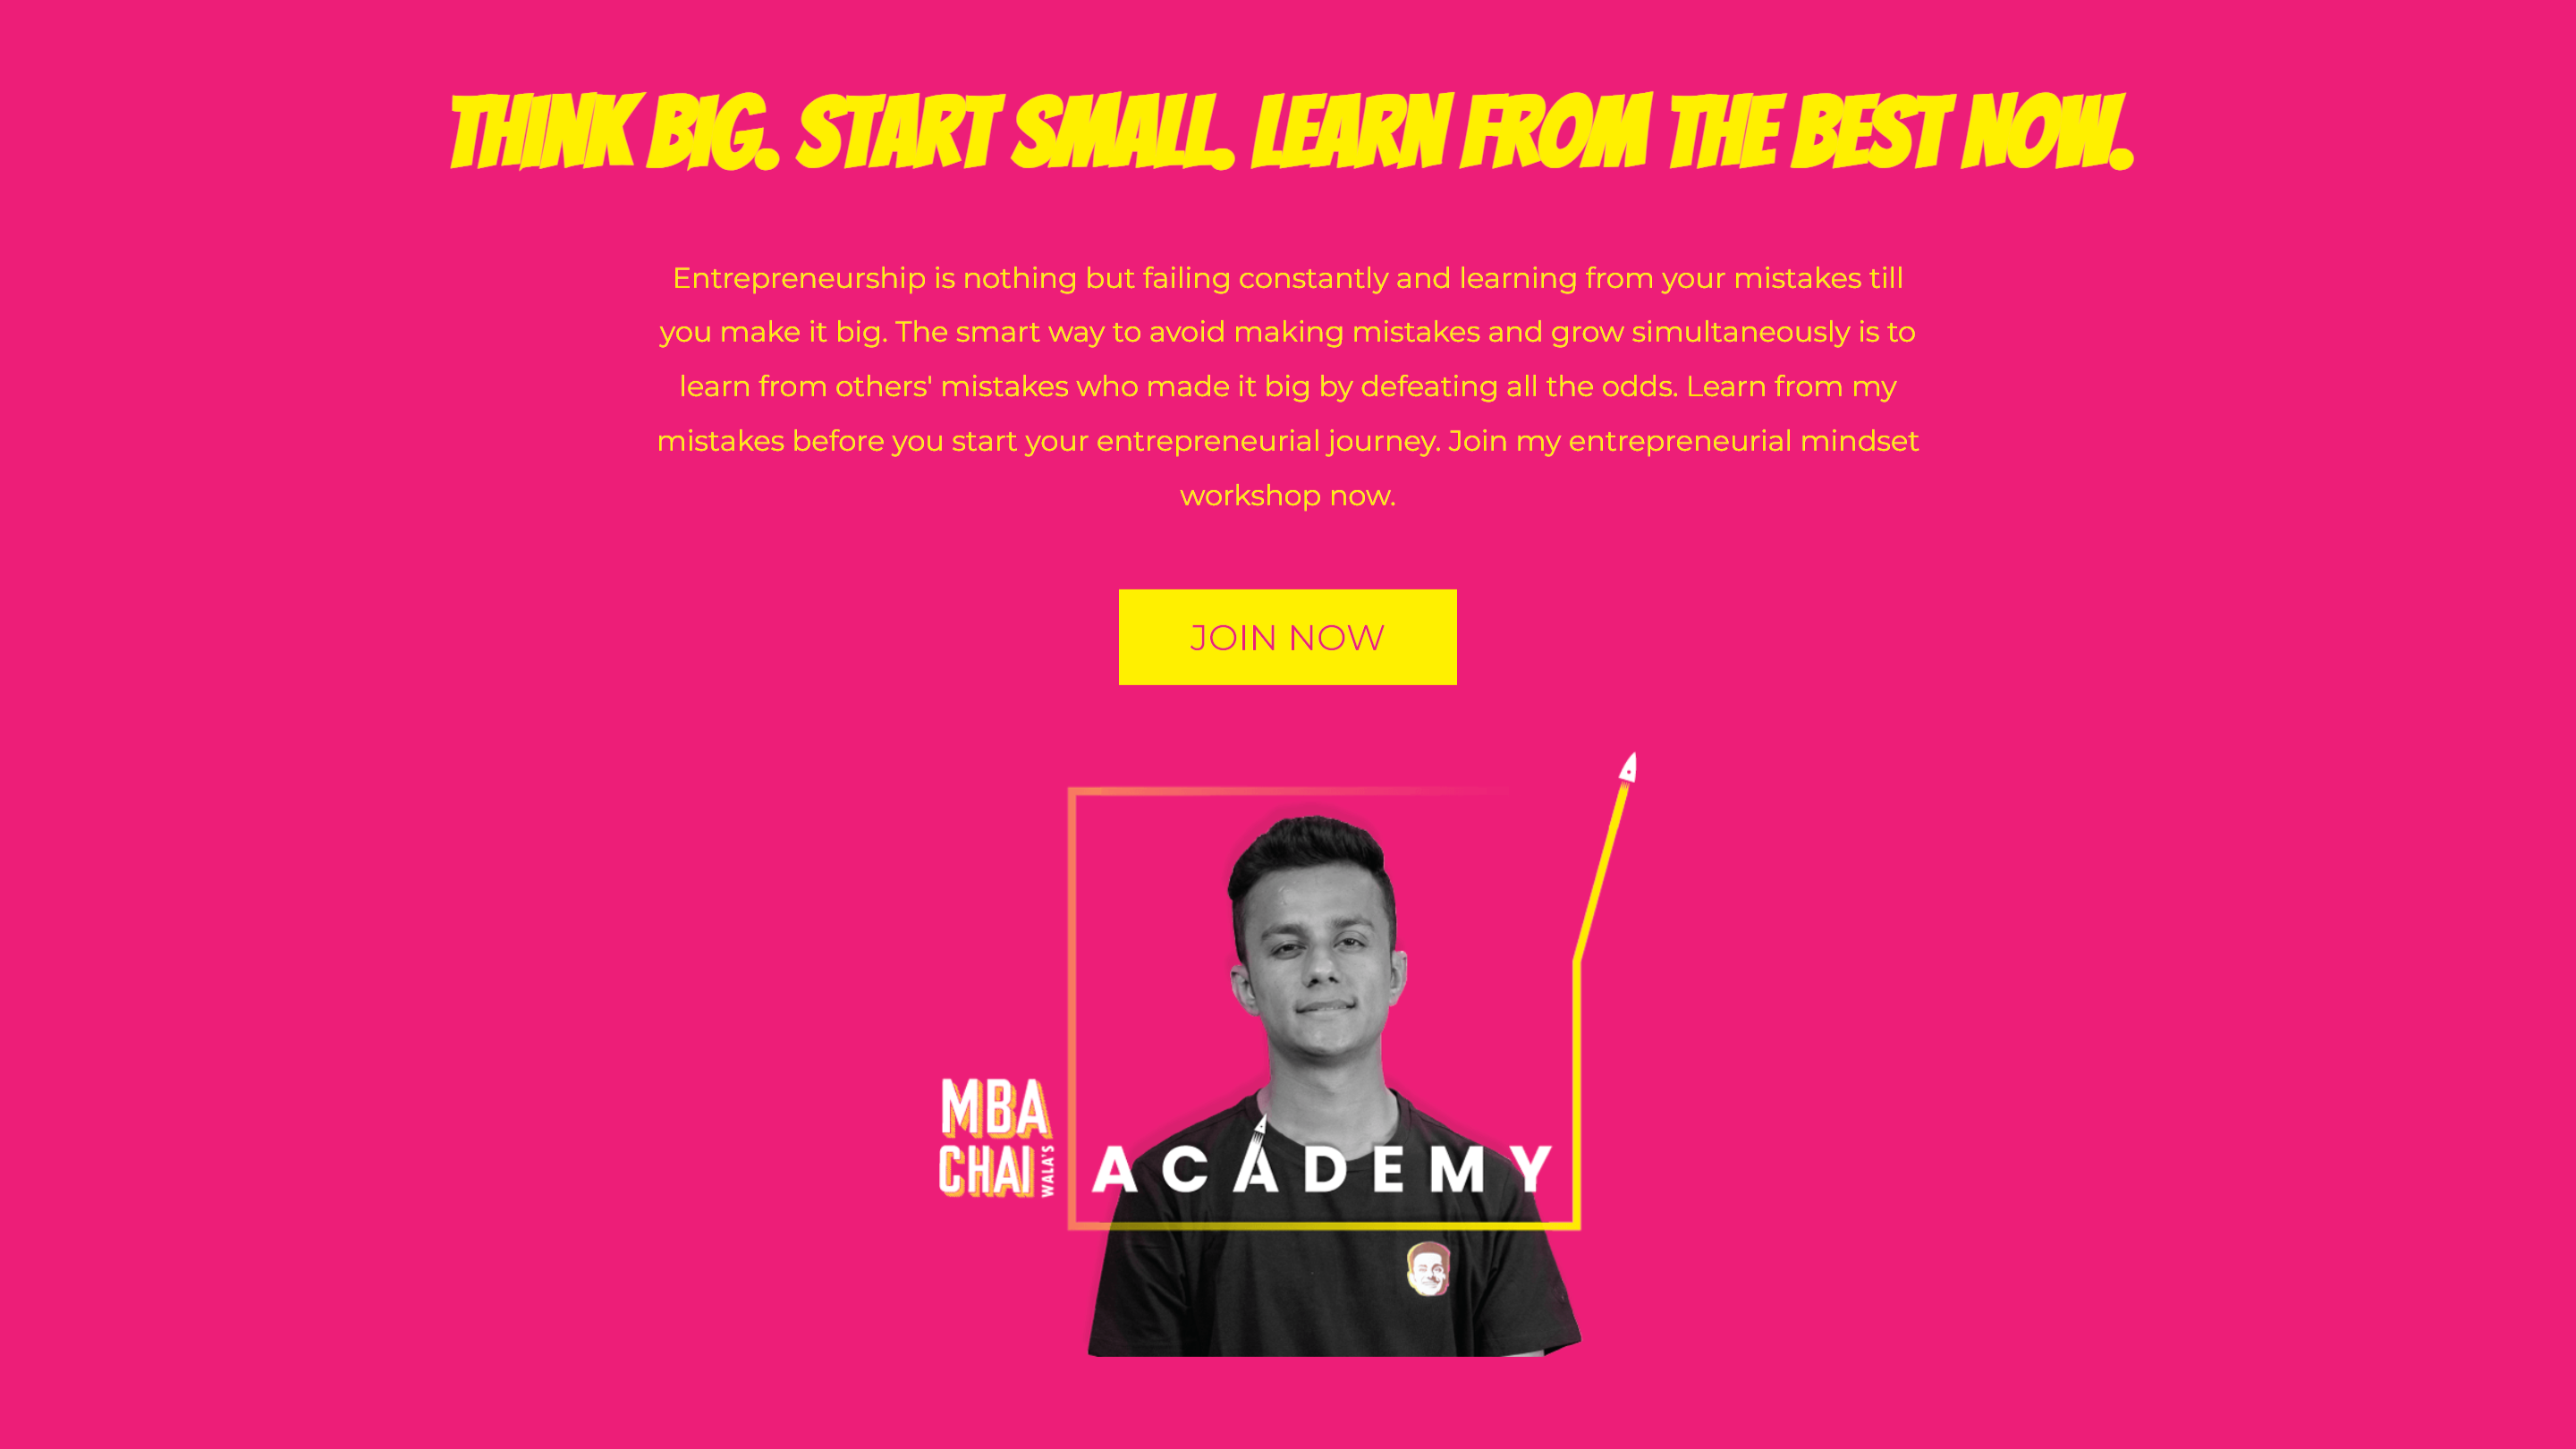 THINK BIG. START SMALL. LEARN FROM THE BEST NOW.
Entrepreneurship is nothing but failing constantly and learning from your mistakes till
you make it big. The smart way to avoid making mistakes and grow simultaneously is to
learn from others' mistakes who made it big by defeating all the odds. Learn from my
mistakes before you start your entrepreneurial journey. Join my entrepreneurial mindset
workshop now.
JOIN NOW
MBA
CHAI WALA'S
ACADEMY